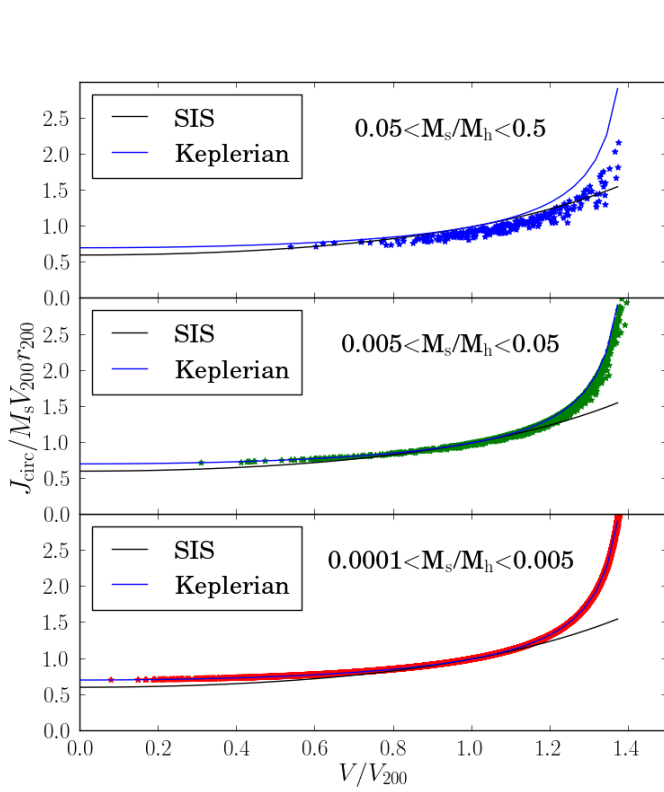 2.5
2.0
1.5
1.0
0.5
0.0
SIS
Keplerian
0.05<Ms/Mh<0.5
2.5
2.0
1.5
1.0
0.5
0.0
SIS
Keplerian
0.005<Ms/Mh<0.05
Jcirc/MsV200r200
2.5
2.0
1.5
1.0
0.5
0.0
SIS
Keplerian
0.0001<Ms/Mh<0.005
0.0 0.2 0.4 0.6 0.8 1.0 1.2 1.4
V/V200